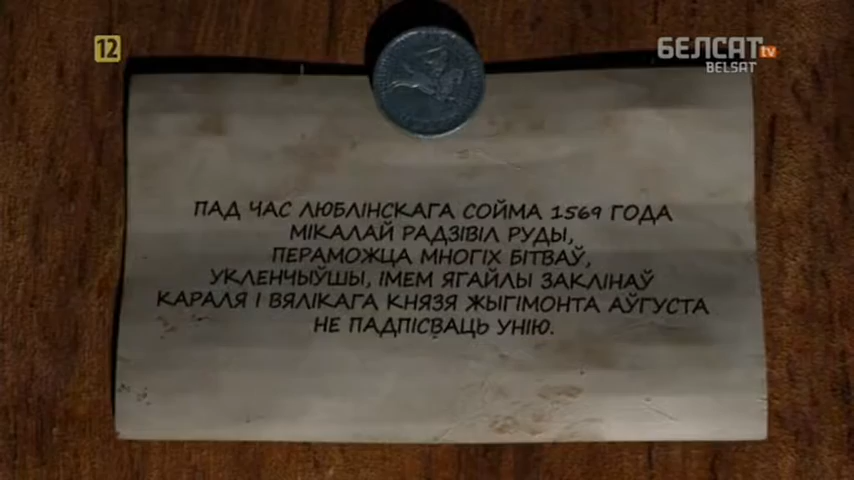 12
БЕЛСАТ tv
BELSAT
ПАД ЧАС ЛЮБЛІНСКАГА СОЙМА 1569 ГОДА
МІКАЛАЙ РАДЗІВІЛ РУДЫ,
ПЕРАМОЖЦА МНОГІХ БІТВАЎ,
УКЛЕНЧЫЎШЫ, ІМЕМ ЯГАЙЛЫ ЗАКЛІНАЎ
КАРАЛЯ І ВЯЛІКАГА КНЯЗЯ ЖЫГІМОНТА АЎГУСТА
НЕ ПАДПІСВАЦЬ УНІЮ.